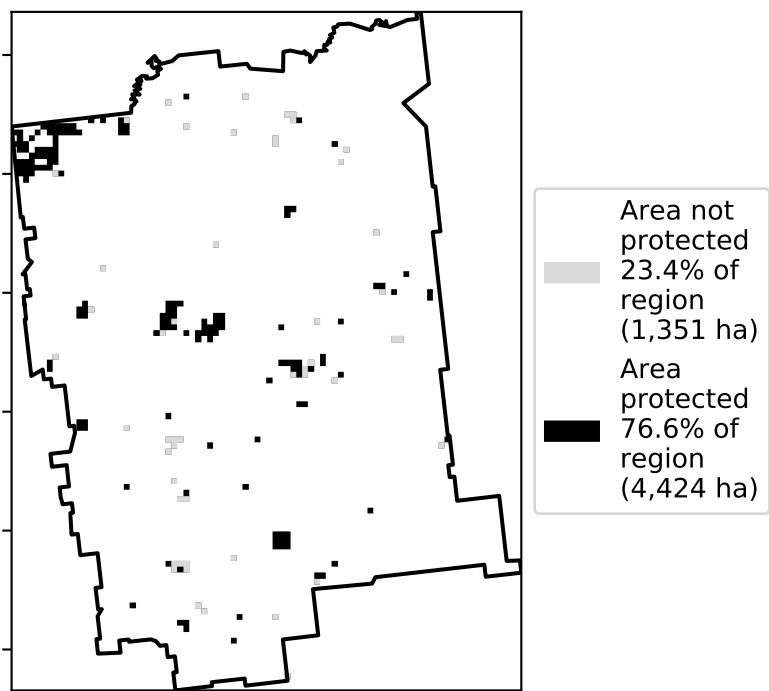 Area not
protected
23.4% of
region
(1,351 ha)
Area
protected
76.6% of
region
(4,424 ha)